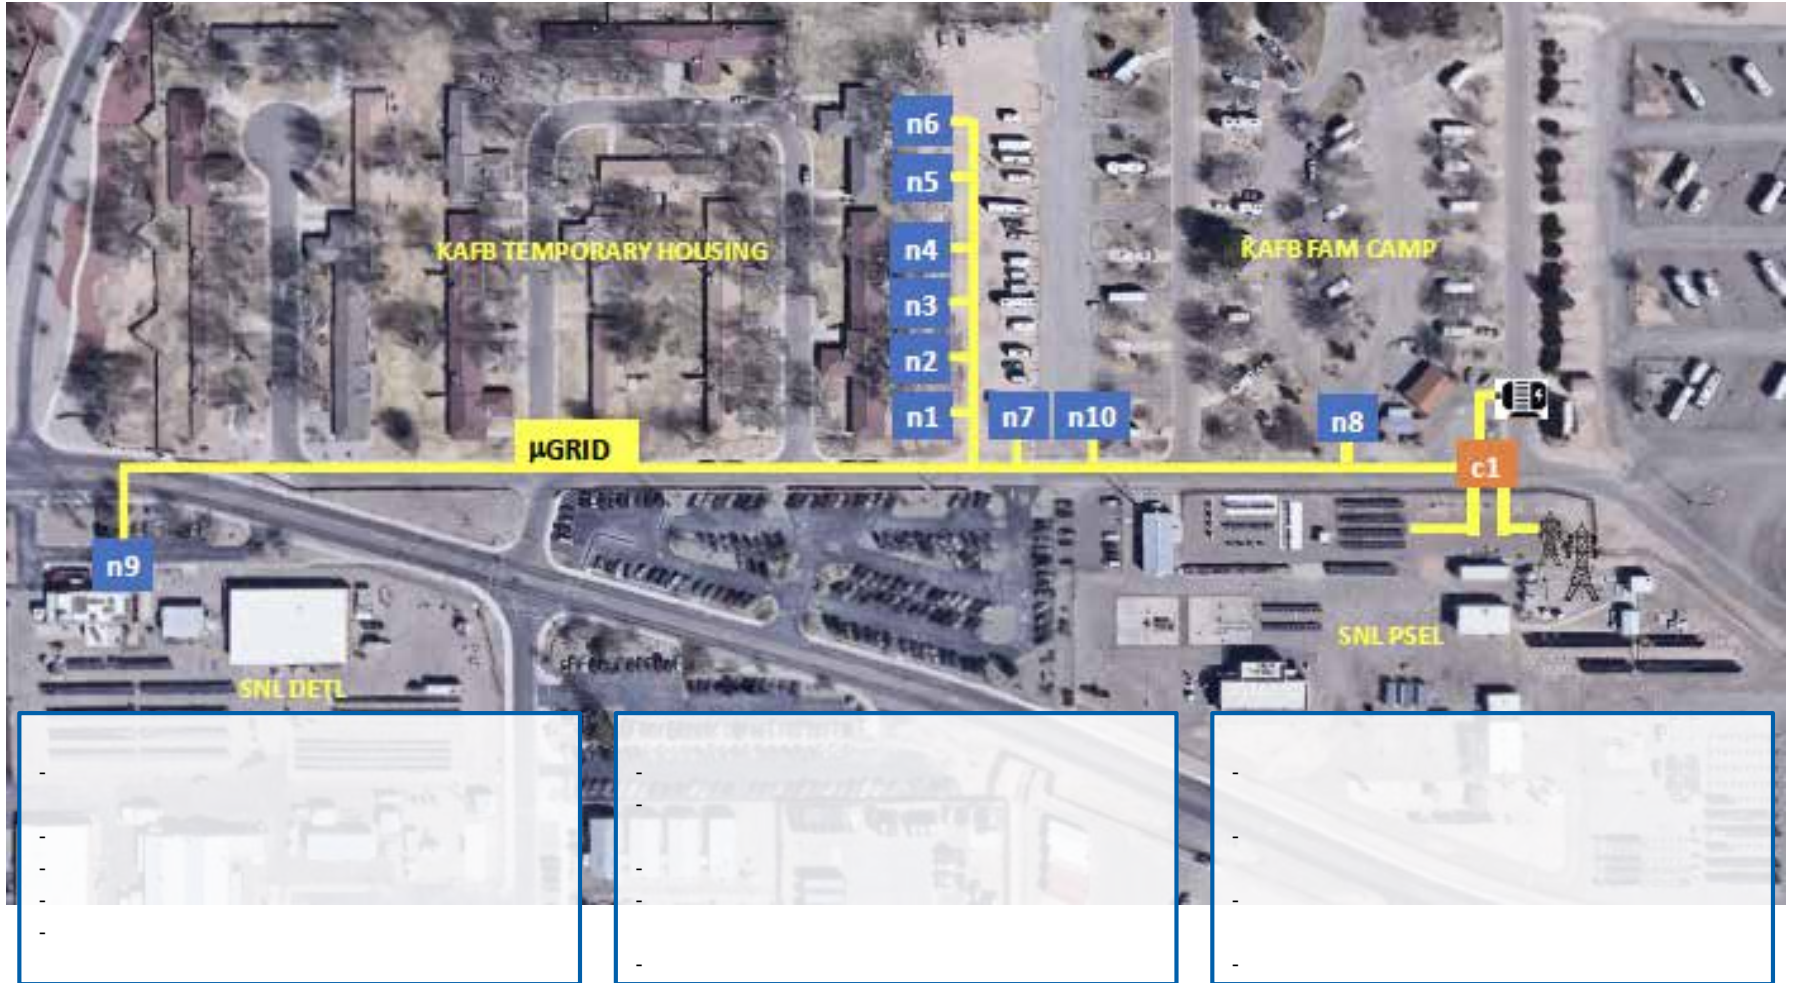 n6
n5
KAFB TEMPORARY HOUSING
n4
KAFB FAM CAMP
n3
n2
n1
n7
n10
n8
µGRID
c1
n9
SNL PSEL
SNL DETL
-
-
-
-
-
-
-
-
-
-
-
-
-
-